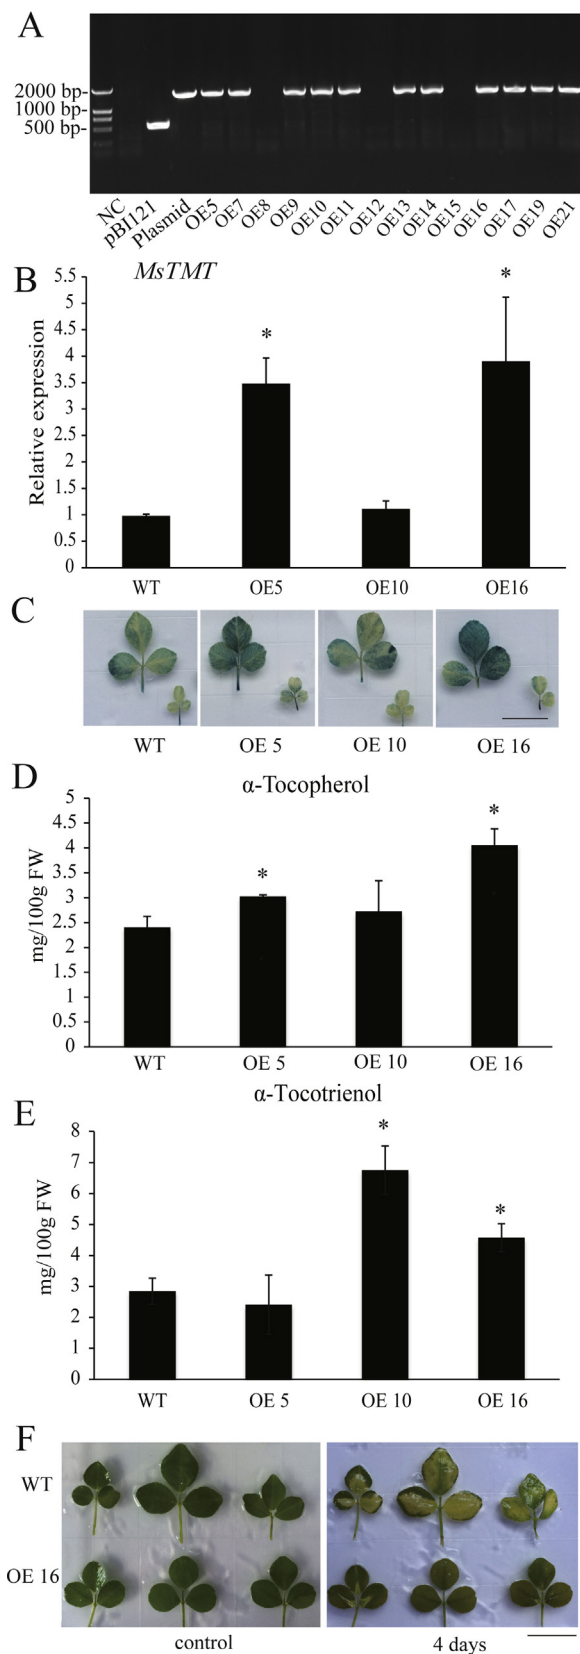 A
2000 bp-
1000 bp-
500 bp-
NC
pBI121
Plasmid
OE5
OE7
OE8
OE9
OE10
OE11
OE12
OE13
OE14
OE15
OE16
OE17
OE19
OE21
B
MsTMT
Relative expression
5.5
5
4.5
4
3.5
3
2.5
2
1.5
1
0.5
0
*
*
WT OE5 OE10 OE16
C
WT OE 5 OE 10 OE 16
D
α-Tocopherol
mg/100g FW
5
4.5
4
3.5
3
2.5
2
1.5
1
0.5
0
*
*
WT OE 5 OE 10 OE 16
α-Tocotrienol
E
mg/100g FW
8
7
6
5
4
3
2
1
0
*
*
WT OE 5 OE 10 OE 16
F
WT
OE 16
control 4 days